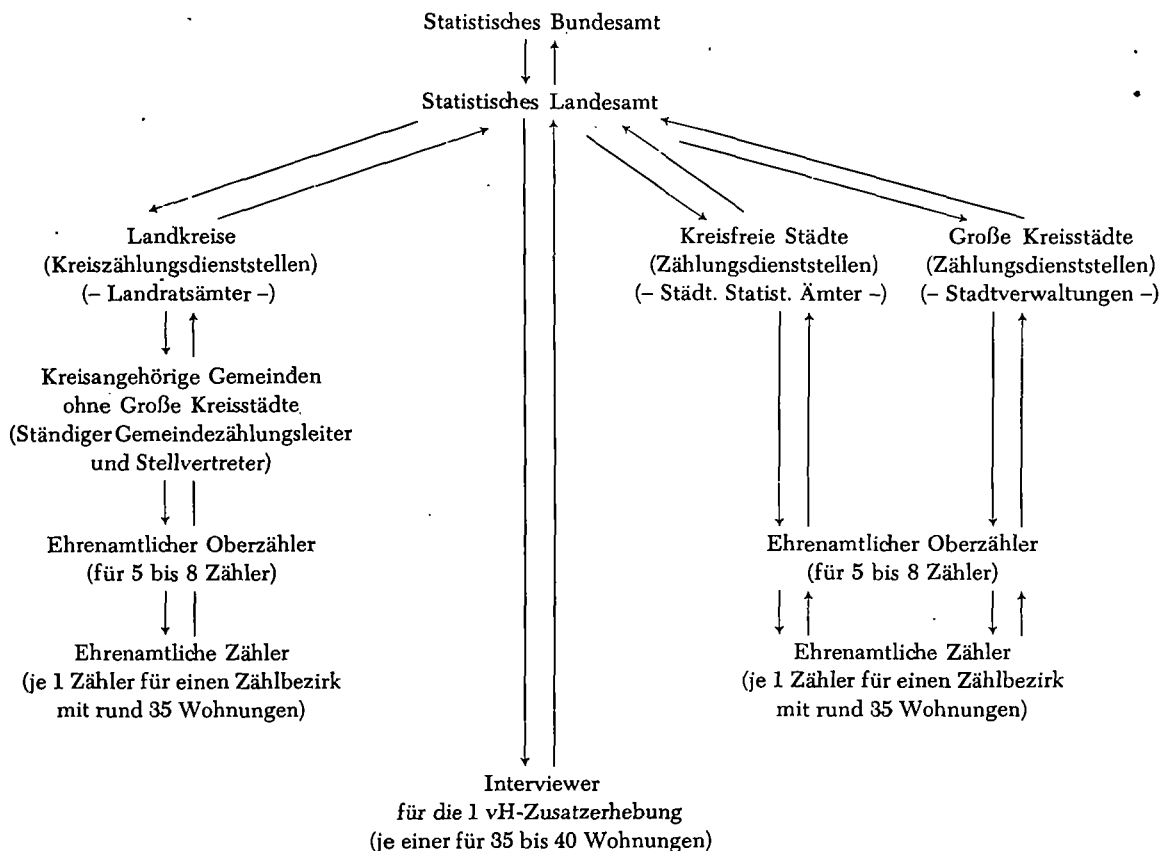 Statistisches Bundesamt
Statistisches Landesamt
Landkreise
(Kreiszählungsdienststellen)
(– Landratsämter –)
Kreisfreie Städte
(Zählungsdienststellen)
(– Städt. Statist. Ämter –)
Große Kreisstädte
(Zählungsdienststellen)
(– Stadtverwaltungen –)
Kreisangehörige Gemeinden
ohne Große Kreisstädte
(Ständiger Gemeindezählungsleiter
und Stellvertreter)
Ehrenamtlicher Oberzähler
(für 5 bis 8 Zähler)
Ehrenamtliche Zähler
(je 1 Zähler für einen Zählbezirk
mit rund 35 Wohnungen)
Ehrenamtlicher Oberzähler
(für 5 bis 8 Zähler)
Ehrenamtliche Zähler
(je 1 Zähler für einen Zählbezirk
mit rund 35 Wohnungen)
Interviewer
für die 1 vH-Zusatzerhebung
(je einer für 35 bis 40 Wohnungen)